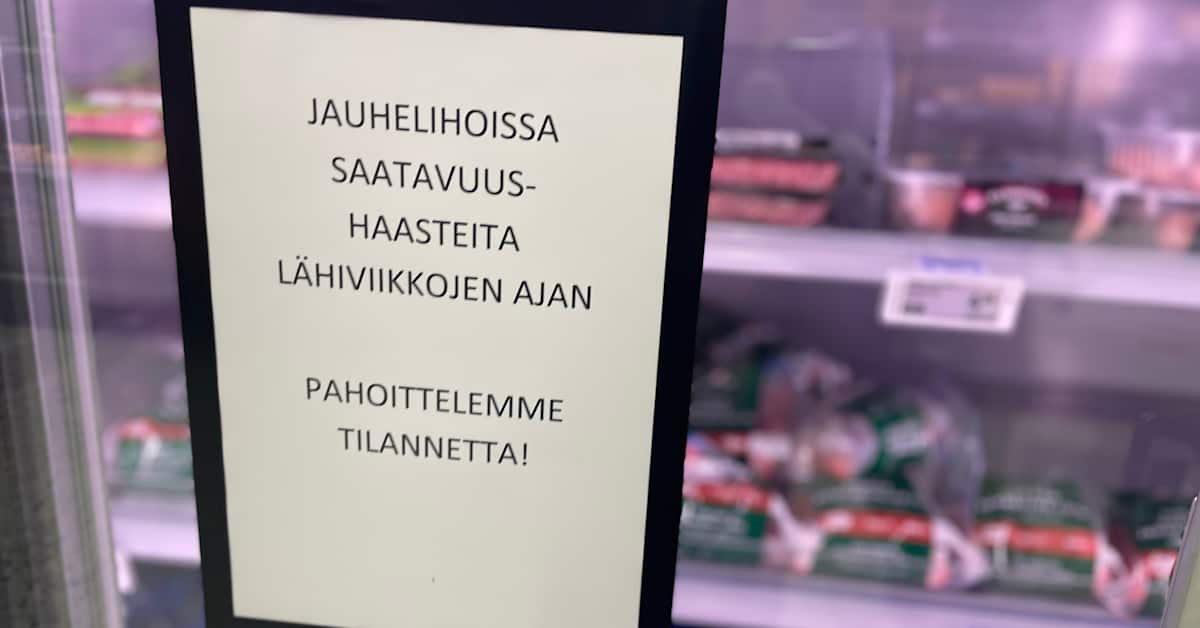 JAUHELIHOISSA
SAATAVUUS-
HAASTEITA
LÄHIVIIKKOJEN AJAN
PAHOITTELEMME
TILANNETTA!